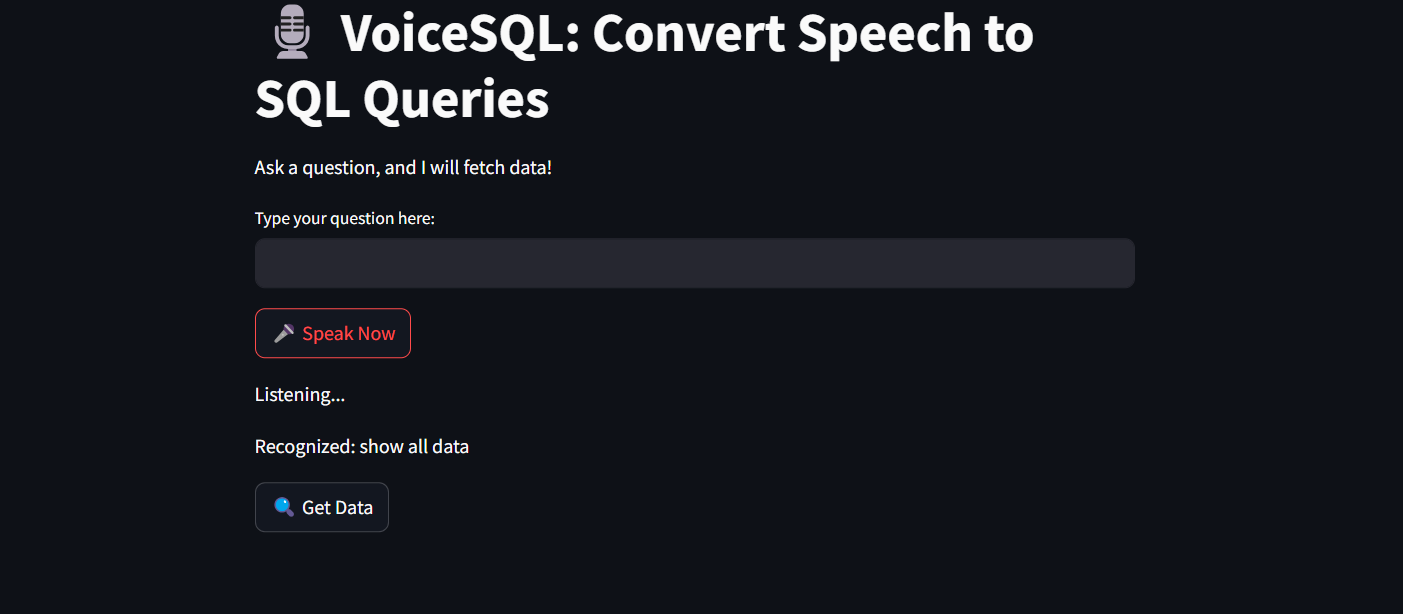 VoiceSQL: Convert Speech to
SQL Queries
Ask a question, and I will fetch data!
Type your question here:
Speak Now
Listening...
Recognized: show all data
Get Data